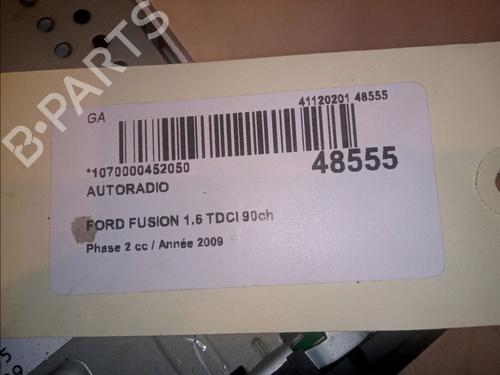 B-PARTS
GA
41120201 48555
*1070000452050
48555
AUTORADIO
FORD FUSION 1.6 TDCI 90ch
Phase 2 cc / Année 2009